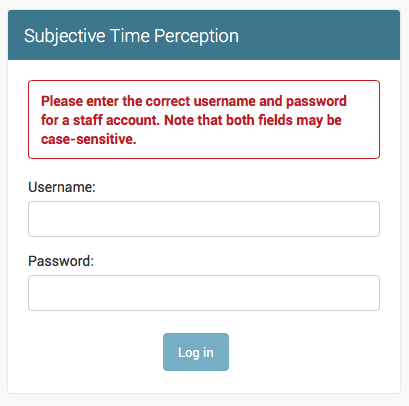 Subjective Time Perception
Please enter the correct username and password
for a staff account. Note that both fields may be
case-sensitive.
Username:
Password:
Log in